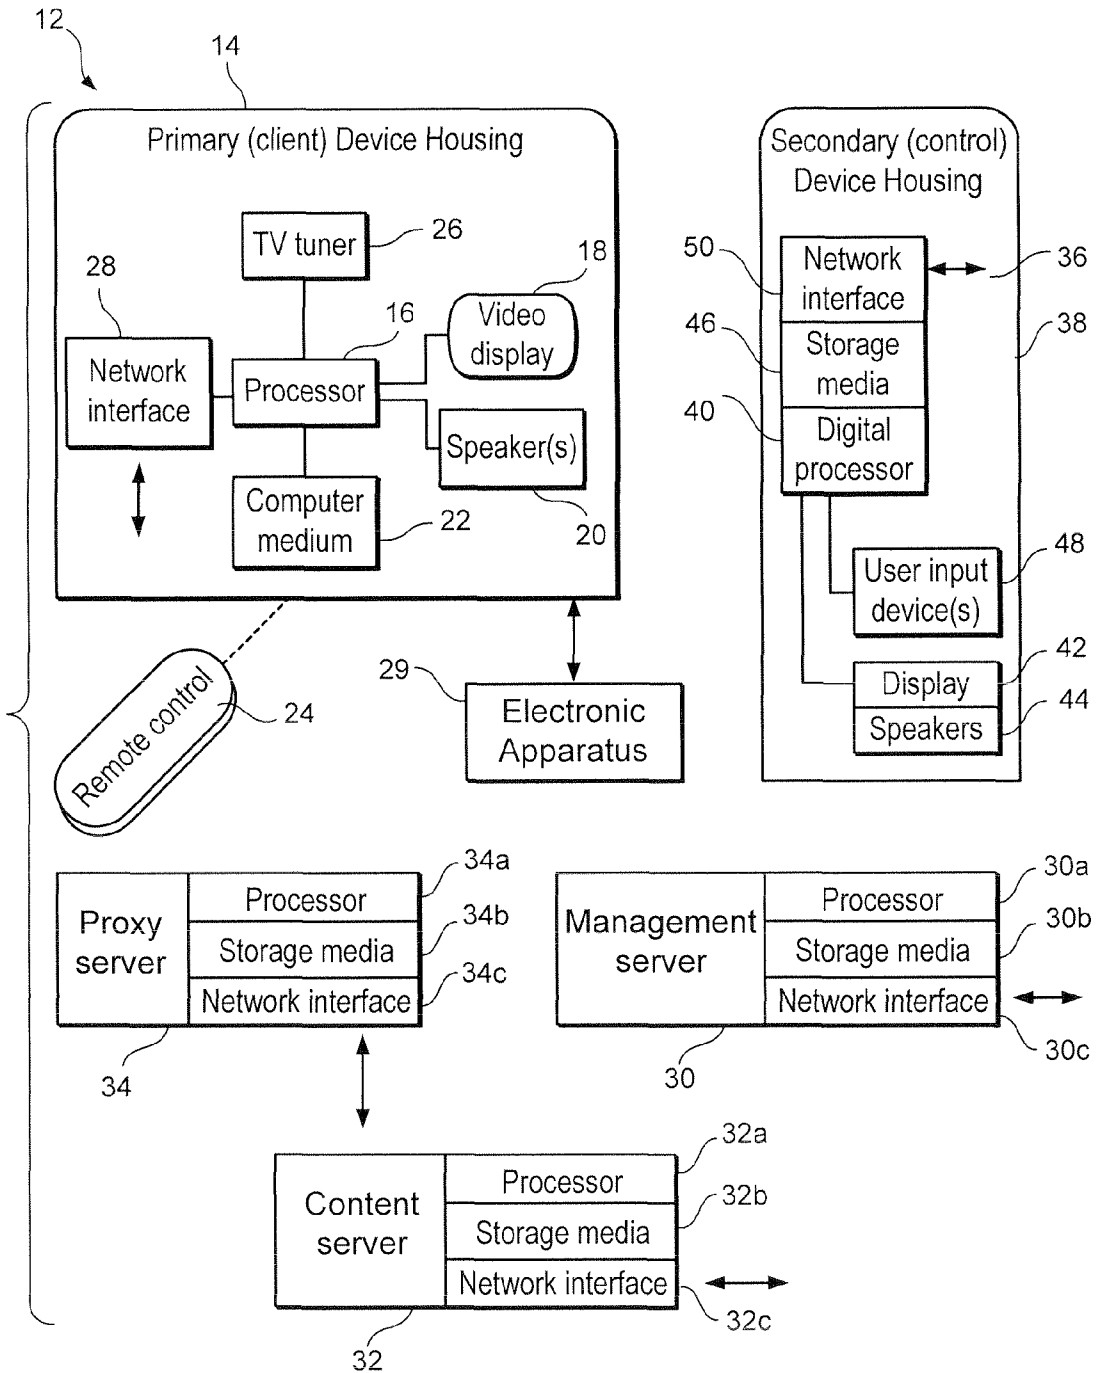 12
14
Primary (client) Device Housing
TV tuner
26
28
Network
interface
16
Processor
18
Video
display
Speaker(s)
20
Computer
medium
22
Remote control
24
29
Electronic
Apparatus
Secondary (control)
Device Housing
50
Network
interface
36
38
46
Storage
media
40
Digital
processor
48
User input
device(s)
42
Display
44
Speakers
Proxy
server
Processor
34a
Storage media
34b
Network interface
34c
34
Management
server
Processor
30a
Storage media
30b
Network interface
30c
30
Content
server
Processor
32a
Storage media
32b
Network interface
32c
32